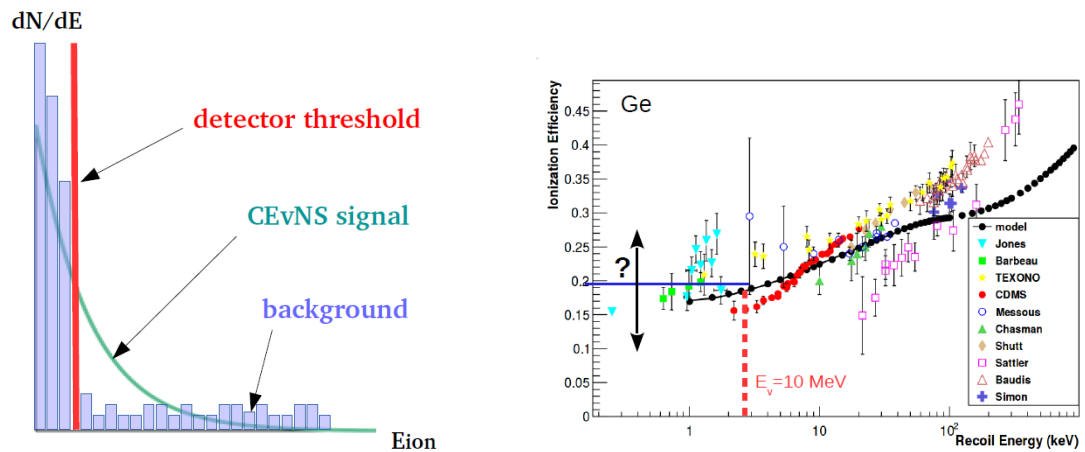 dN/dE
detector threshold
CEνNS signal
background
Eion
Ge
Ionization Efficiency
0.45
0.4
0.35
0.3
0.25
0.2
0.15
0.1
0.05
0
?
E_ν=10 MeV
model
Jones
Barbeau
TEXONO
CDMS
Messous
Chasman
Shutt
Sattler
Baudis
Simon
1
10
10²
Recoil Energy (keV)